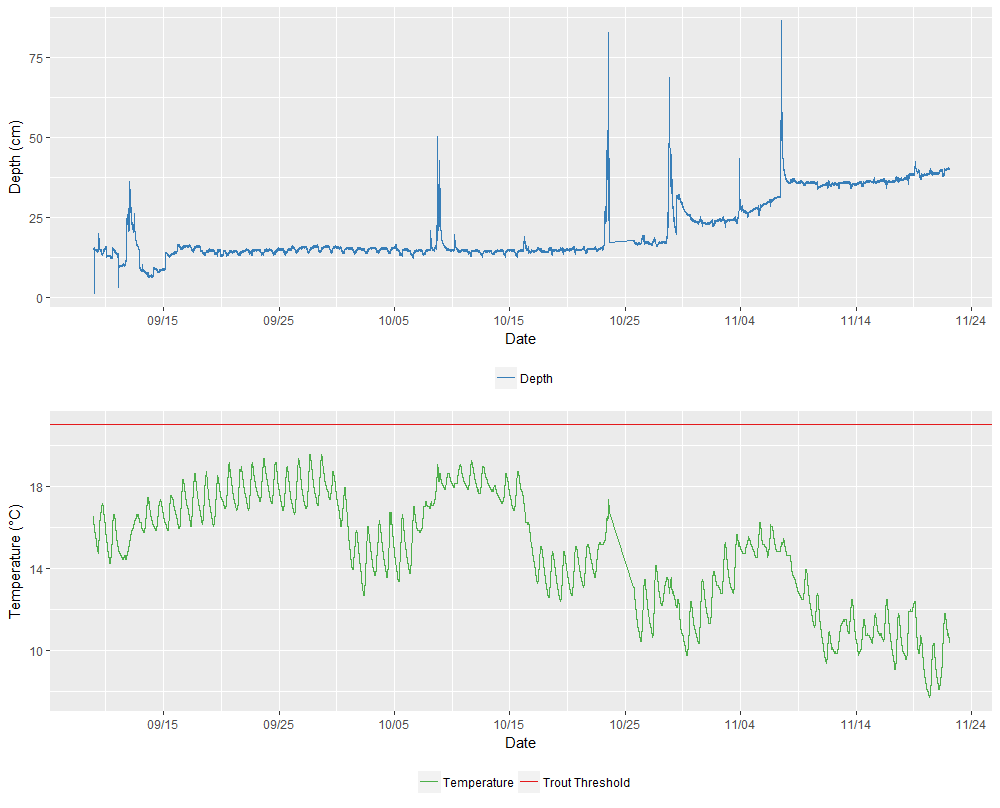 Depth (cm)
75
50
25
0
09/15 09/25 10/05 10/15 10/25 11/04 11/14 11/24
Date
Depth
Temperature (°C)
18
14
10
09/15 09/25 10/05 10/15 10/25 11/04 11/14 11/24
Date
Temperature Trout Threshold